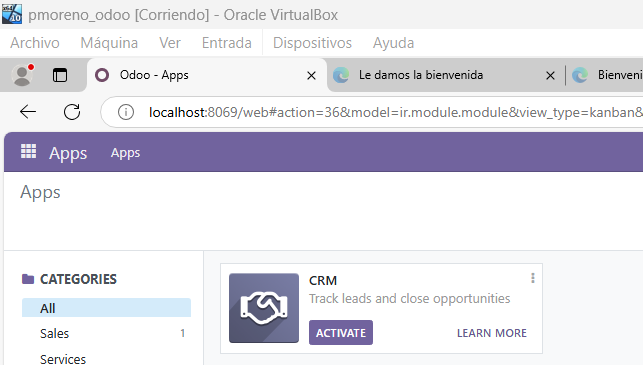 pmoreno_odoo [Corriendo] - Oracle VirtualBox
Archivo Máquina Ver Entrada Dispositivos Ayuda
Odoo - Apps Le damos la bienvenida Bienveni
localhost:8069/web#action=36&model=ir.module.module&view_type=kanban&
Apps Apps
Apps
CATEGORIES
All
Sales 1
Services
CRM
Track leads and close opportunities
ACTIVATE LEARN MORE